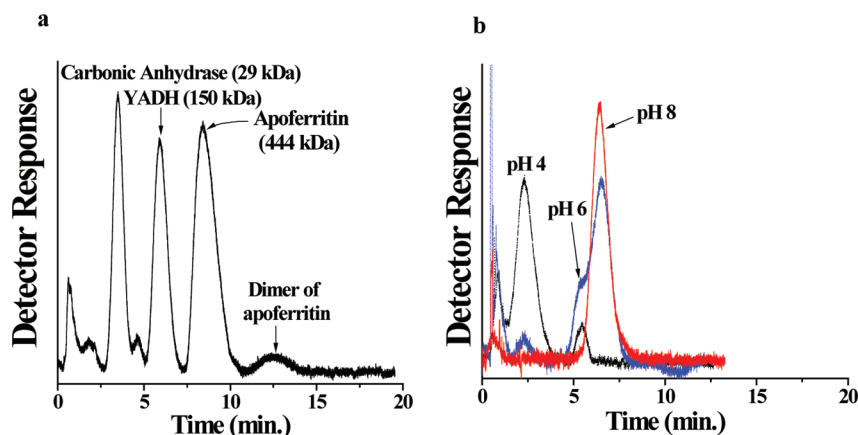 a
Detector Response
Carbonic Anhydrase (29 kDa)
YADH (150 kDa)
Apoferritin
(444 kDa)
Dimer of
apoferritin
0 5 10 15 20
Time (min.)
b
Detector Response
pH 4
pH 6
pH 8
0 5 10 15 20
Time (min.)